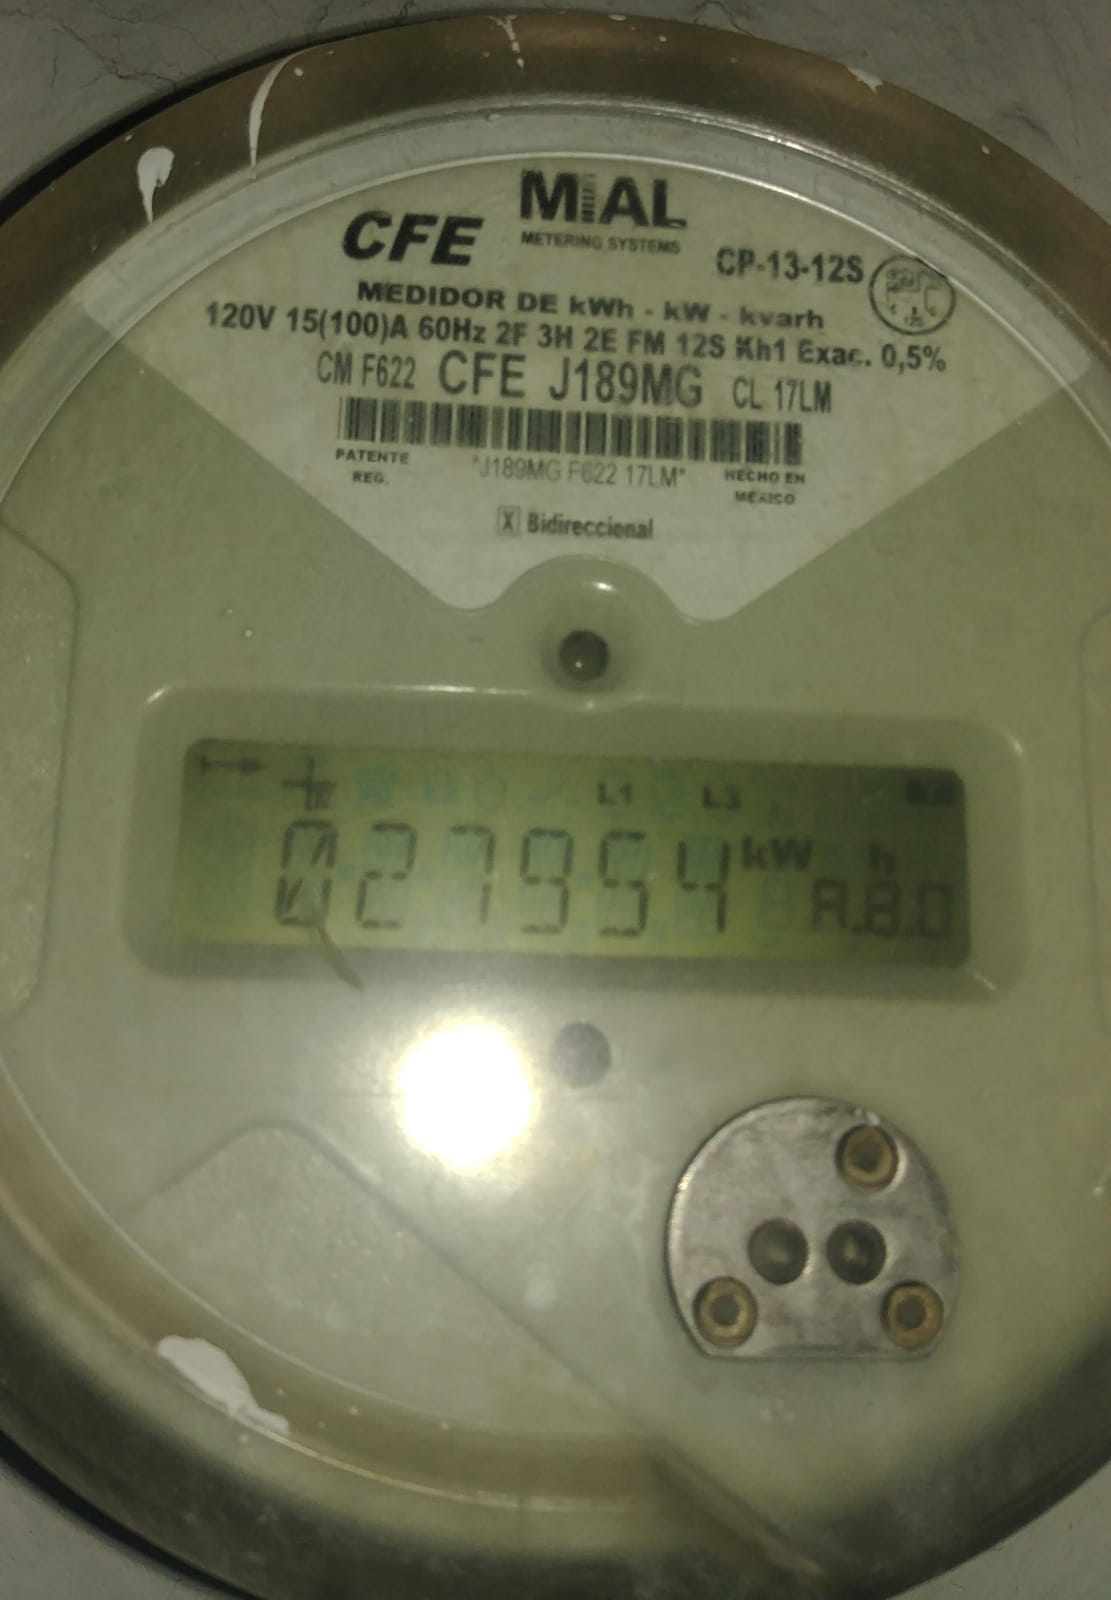 MIAL
CFE METERING SYSTEMS CP-13-12S
MEDIDOR DE kWh - kW - kvarh
120V 15(100)A 60Hz 2F 3H 2E FM 12S Kh1 Exac. 0,5%
CM F622 CFE J189MG CL 17LM
PATENTE REG. "J189MG F622 17LM" HECHO EN MÉXICO
X Bidireccional
L1 L3
027954 kW h
A.8.0